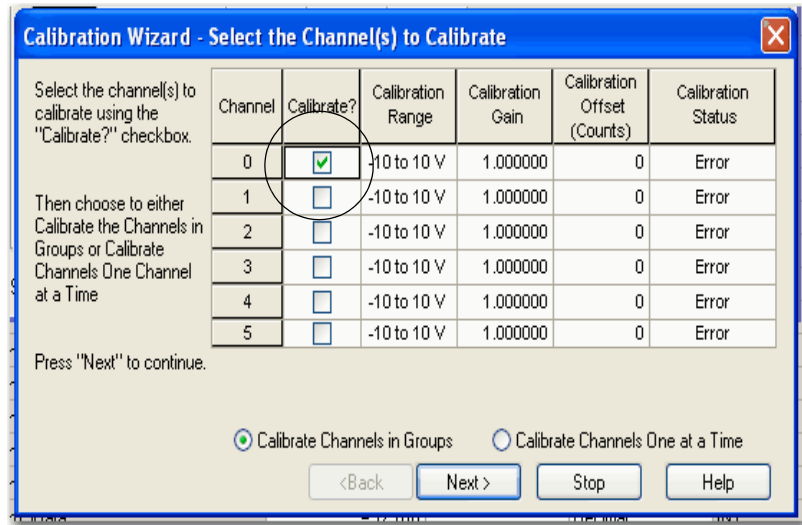 Calibration Wizard - Select the Channel(s) to Calibrate
Select the channel(s) to
calibrate using the
"Calibrate?" checkbox.
Then choose to either
Calibrate the Channels in
Groups or Calibrate
Channels One Channel
at a Time
Press "Next" to continue.
Channel Calibrate? Calibration Range Calibration Gain Calibration Offset (Counts) Calibration Status
0 -10 to 10 V 1.000000 0 Error
1 -10 to 10 V 1.000000 0 Error
2 -10 to 10 V 1.000000 0 Error
3 -10 to 10 V 1.000000 0 Error
4 -10 to 10 V 1.000000 0 Error
5 -10 to 10 V 1.000000 0 Error
Calibrate Channels in Groups Calibrate Channels One at a Time
<Back Next > Stop Help